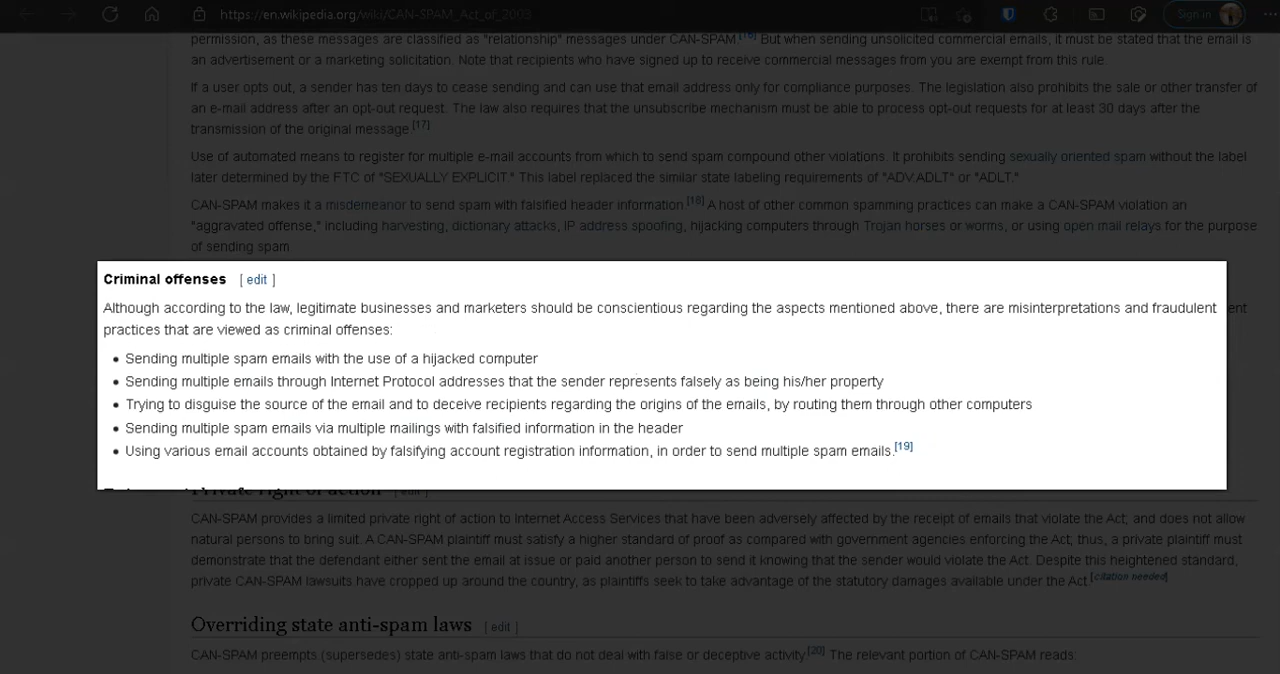 https://en.wikipedia.org/wiki/CAN-SPAM_Act_of_2003
Sign in
permission, as these messages are classified as "relationship" messages under CAN-SPAM.[15] But when sending unsolicited commercial emails, it must be stated that the email is
an advertisement or a marketing solicitation. Note that recipients who have signed up to receive commercial messages from you are exempt from this rule.
If a user opts out, a sender has ten days to cease sending and can use that email address only for compliance purposes. The legislation also prohibits the sale or other transfer of
an e-mail address after an opt-out request. The law also requires that the unsubscribe mechanism must be able to process opt-out requests for at least 30 days after the
transmission of the original message.[17]
Use of automated means to register for multiple e-mail accounts from which to send spam compound other violations. It prohibits sending sexually oriented spam without the label
later determined by the FTC of "SEXUALLY EXPLICIT." This label replaced the similar state labeling requirements of "ADV:ADLT" or "ADLT."
CAN-SPAM makes it a misdemeanor to send spam with falsified header information.[18] A host of other common spamming practices can make a CAN-SPAM violation an
"aggravated offense," including harvesting, dictionary attacks, IP address spoofing, hijacking computers through Trojan horses or worms, or using open mail relays for the purpose
of sending spam.
Criminal offenses [ edit ]
Although according to the law, legitimate businesses and marketers should be conscientious regarding the aspects mentioned above, there are misinterpretations and fraudulent ent
practices that are viewed as criminal offenses:
• Sending multiple spam emails with the use of a hijacked computer
• Sending multiple emails through Internet Protocol addresses that the sender represents falsely as being his/her property
• Trying to disguise the source of the email and to deceive recipients regarding the origins of the emails, by routing them through other computers
• Sending multiple spam emails via multiple mailings with falsified information in the header
• Using various email accounts obtained by falsifying account registration information, in order to send multiple spam emails.[19]
Private right of action [ edit ]
CAN-SPAM provides a limited private right of action to Internet Access Services that have been adversely affected by the receipt of emails that violate the Act; and does not allow
natural persons to bring suit. A CAN-SPAM plaintiff must satisfy a higher standard of proof as compared with government agencies enforcing the Act; thus, a private plaintiff must
demonstrate that the defendant either sent the email at issue or paid another person to send it knowing that the sender would violate the Act. Despite this heightened standard,
private CAN-SPAM lawsuits have cropped up around the country, as plaintiffs seek to take advantage of the statutory damages available under the Act.[citation needed]
Overriding state anti-spam laws [ edit ]
CAN-SPAM preempts (supersedes) state anti-spam laws that do not deal with false or deceptive activity.[20] The relevant portion of CAN-SPAM reads: